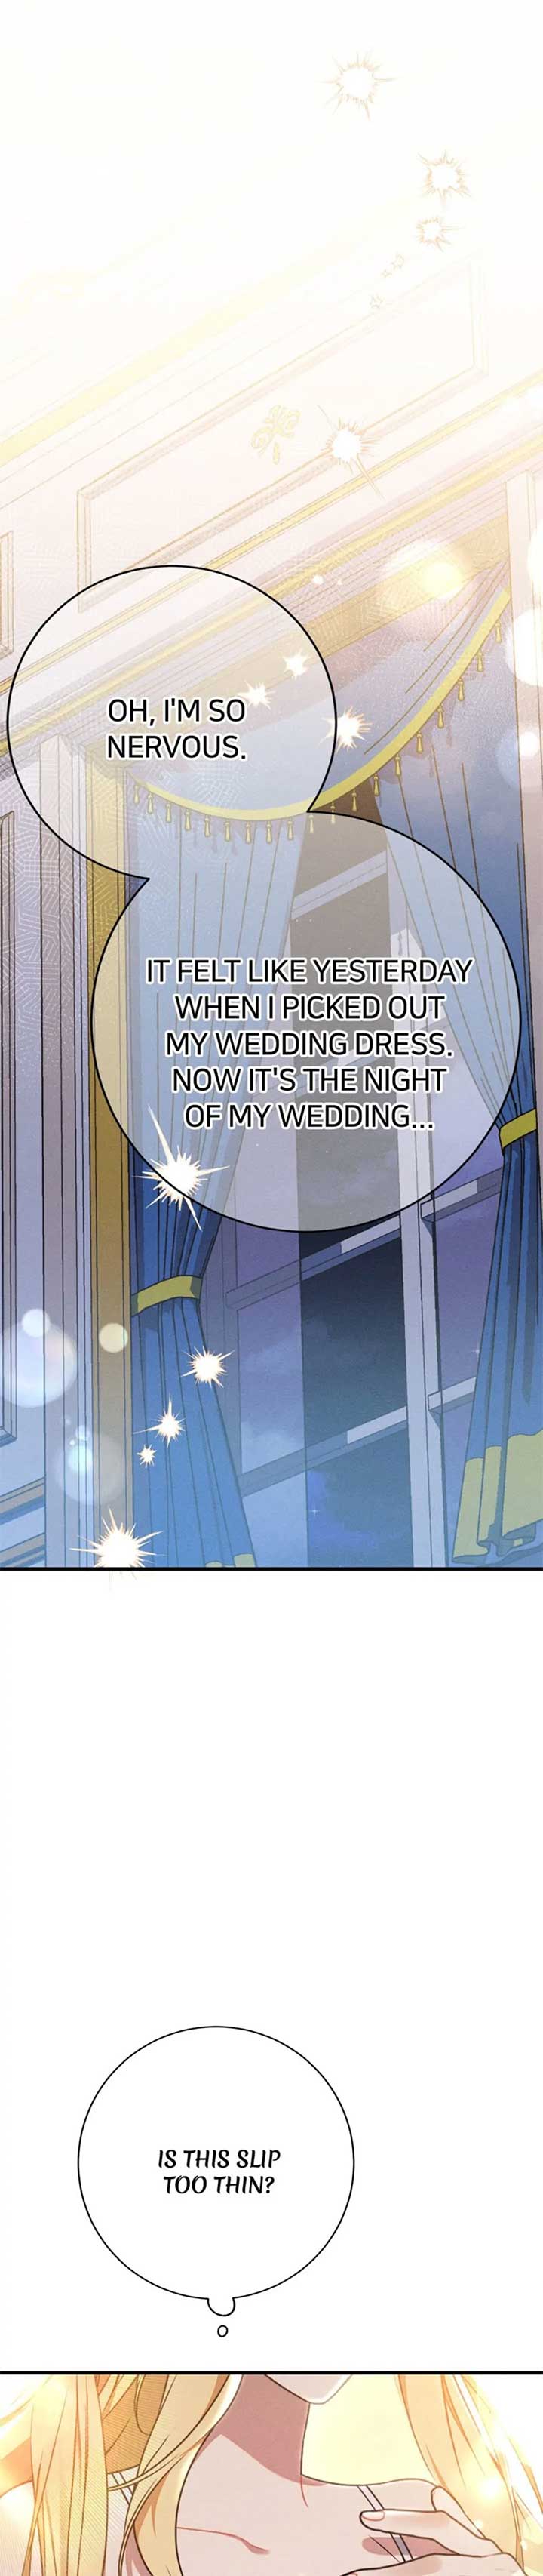 OH, I'M SO
NERVOUS.
IT FELT LIKE YESTERDAY
WHEN I PICKED OUT
MY WEDDING DRESS.
NOW IT'S THE NIGHT
OF MY WEDDING...
IS THIS SLIP
TOO THIN?